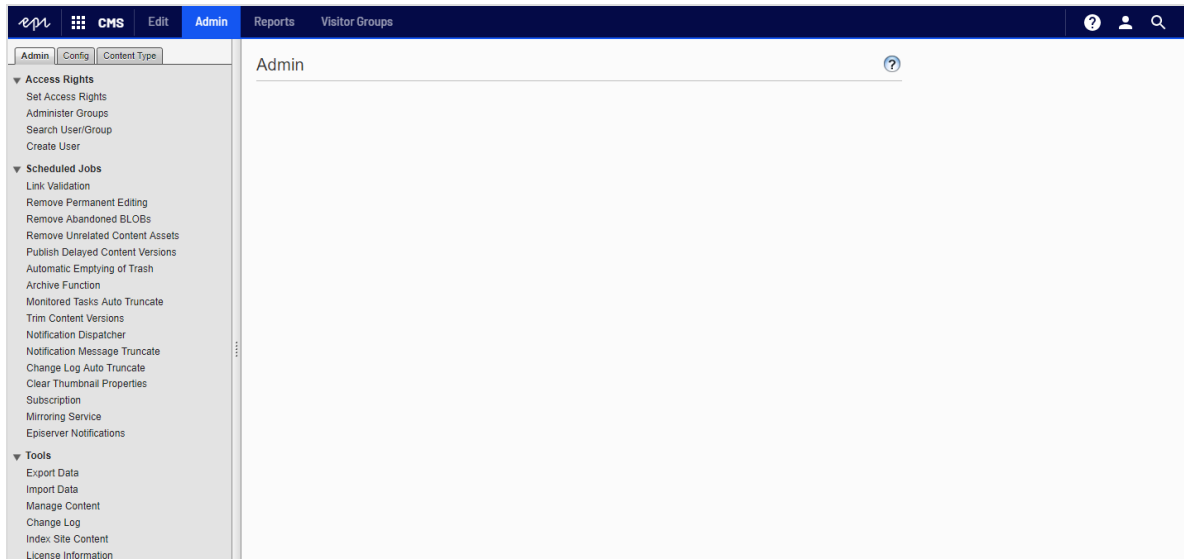 epi CMS Edit Admin Reports Visitor Groups ?
Admin Config Content Type
Admin ?
Access Rights
Set Access Rights
Administer Groups
Search User/Group
Create User
Scheduled Jobs
Link Validation
Remove Permanent Editing
Remove Abandoned BLOBs
Remove Unrelated Content Assets
Publish Delayed Content Versions
Automatic Emptying of Trash
Archive Function
Monitored Tasks Auto Truncate
Trim Content Versions
Notification Dispatcher
Notification Message Truncate
Change Log Auto Truncate
Clear Thumbnail Properties
Subscription
Mirroring Service
Episerver Notifications
Tools
Export Data
Import Data
Manage Content
Change Log
Index Site Content
License Information